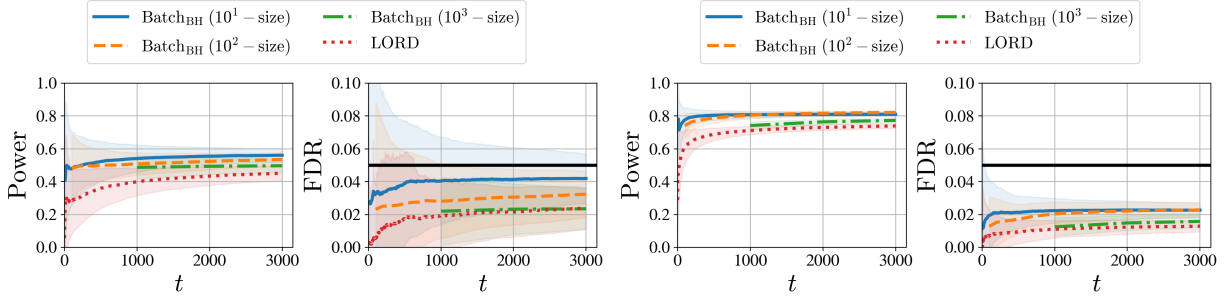 Batch_BH (10^1 − size)
Batch_BH (10^3 − size)
Batch_BH (10^2 − size)
LORD
Batch_BH (10^1 − size)
Batch_BH (10^3 − size)
Batch_BH (10^2 − size)
LORD
Power
1.0
0.8
0.6
0.4
0.2
0.0
0
1000
2000
3000
t
FDR
0.10
0.08
0.06
0.04
0.02
0.00
0
1000
2000
3000
t
Power
1.0
0.8
0.6
0.4
0.2
0.0
0
1000
2000
3000
t
FDR
0.10
0.08
0.06
0.04
0.02
0.00
0
1000
2000
3000
t